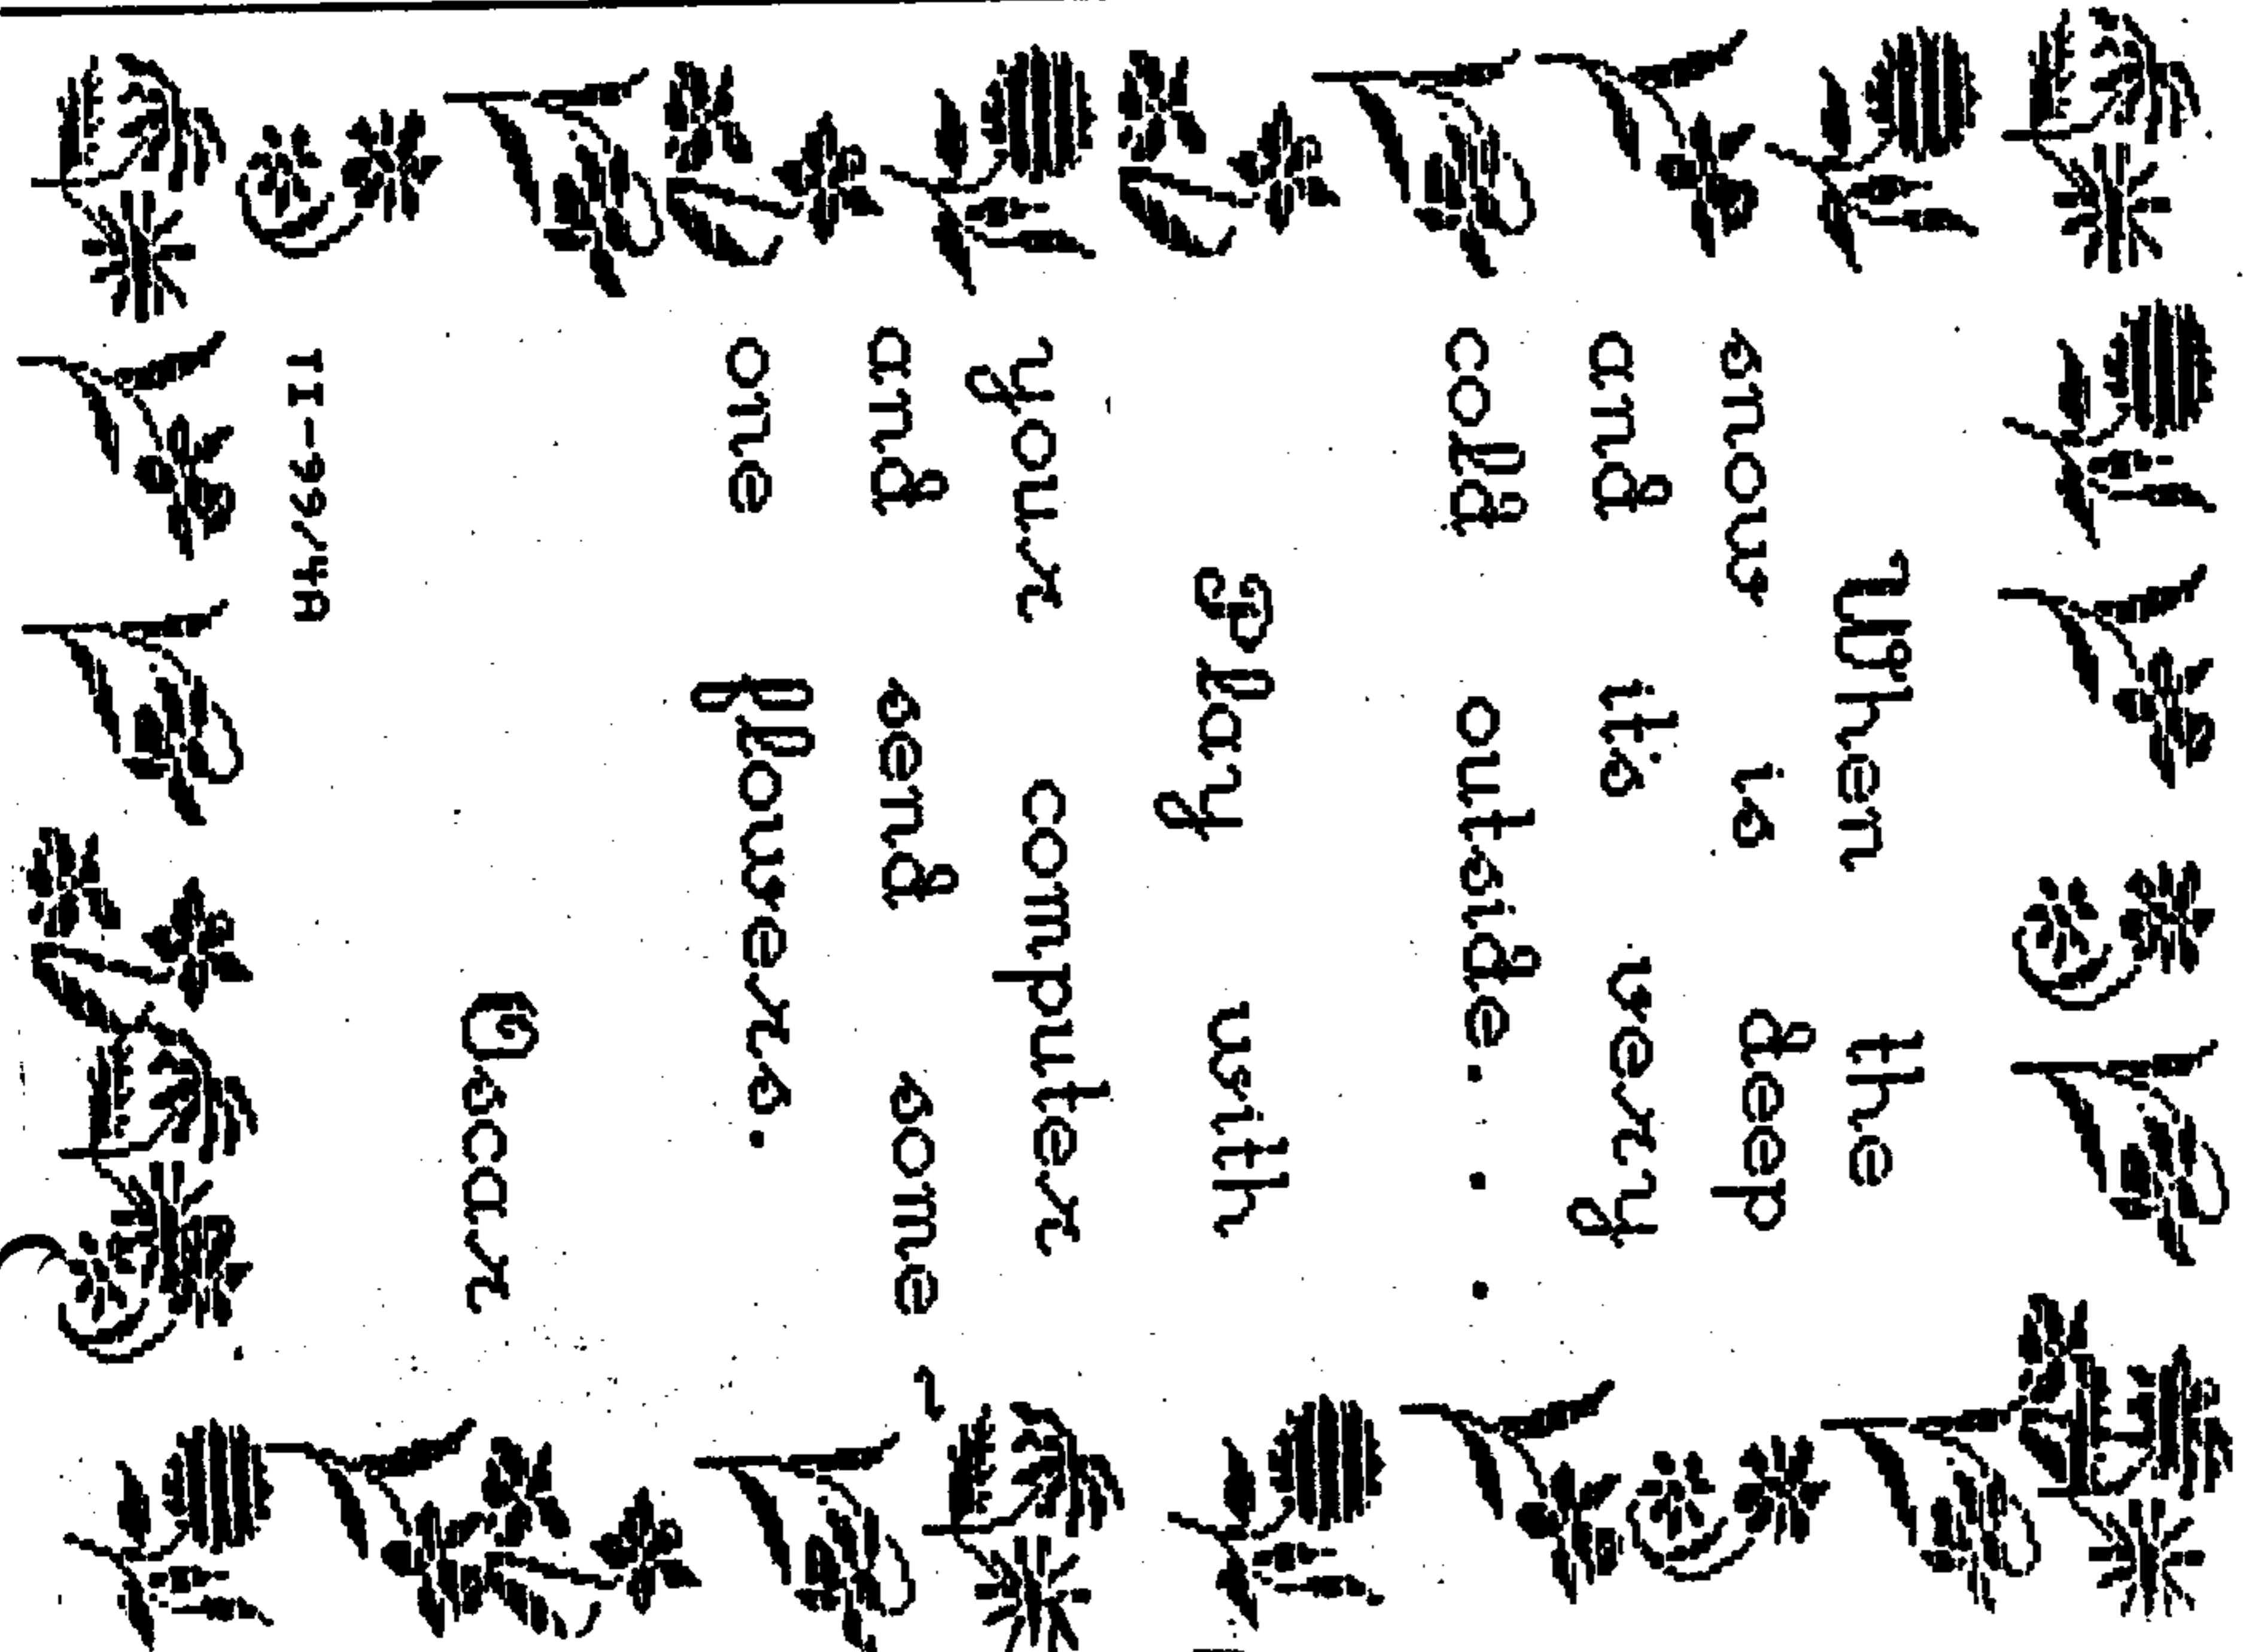 When the
snow is deep
and its very
cold outside...
Play with
your computer
and send some
one flowers.
Oscar
TI-99/4A